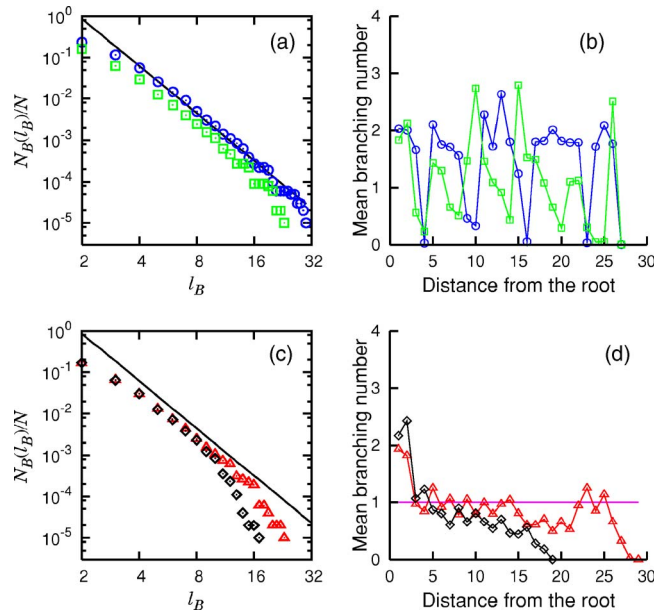 (a)
N_B(l_B)/N
10^0
10^-1
10^-2
10^-3
10^-4
10^-5
2 4 8 16 32
l_B
(b)
Mean branching number
4
3
2
1
0
0 5 10 15 20 25 30
Distance from the root
(c)
N_B(l_B)/N
10^0
10^-1
10^-2
10^-3
10^-4
10^-5
2 4 8 16 32
l_B
(d)
Mean branching number
4
3
2
1
0
0 5 10 15 20 25 30
Distance from the root